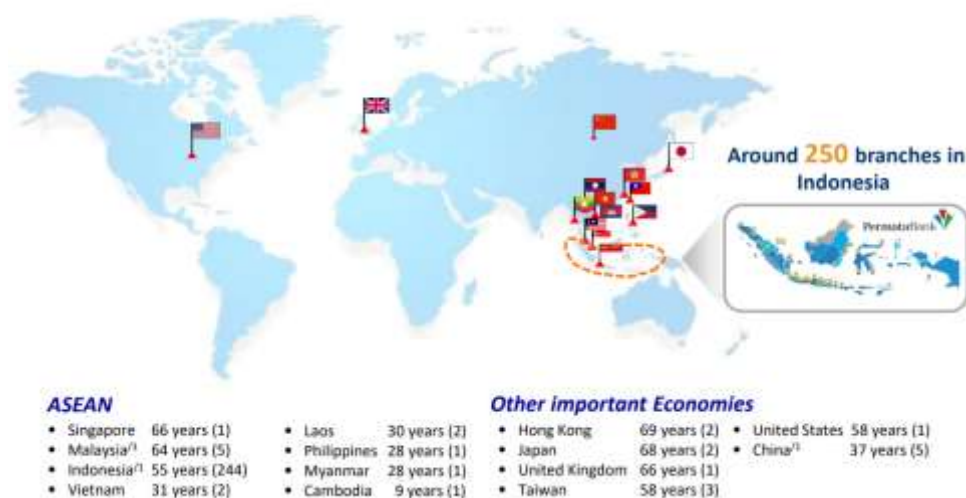 Around 250 branches in
Indonesia
PermataBank
ASEAN
• Singapore 66 years (1)
• Malaysia/1 64 years (5)
• Indonesia/1 55 years (244)
• Vietnam 31 years (2)
• Laos 30 years (2)
• Philippines 28 years (1)
• Myanmar 28 years (1)
• Cambodia 9 years (1)
Other important Economies
• Hong Kong 69 years (2)
• Japan 68 years (2)
• United Kingdom 66 years (1)
• Taiwan 58 years (3)
• United States 58 years (1)
• China/1 37 years (5)